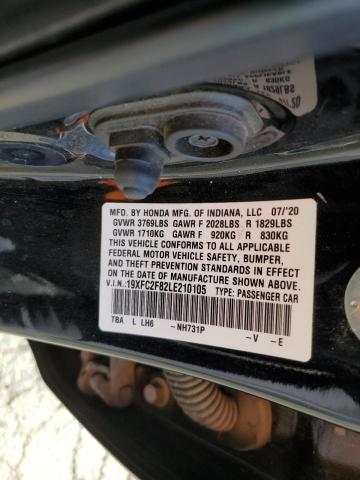 MFD. BY HONDA MFG. OF INDIANA, LLC 07/'20
GVWR 3769LBS GAWR F 2028LBS R 1829LBS
GVWR 1710KG GAWR F 920KG R 830KG
THIS VEHICLE CONFORMS TO ALL APPLICABLE
FEDERAL MOTOR VEHICLE SAFETY, BUMPER,
AND THEFT PREVENTION STANDARDS IN EFFECT
ON THE DATE OF MANUFACTURE SHOWN ABOVE.
V.I.N.: 19XFC2F82LE210105 TYPE: PASSENGER CAR
TBA L LH6 -NH731P -V -E